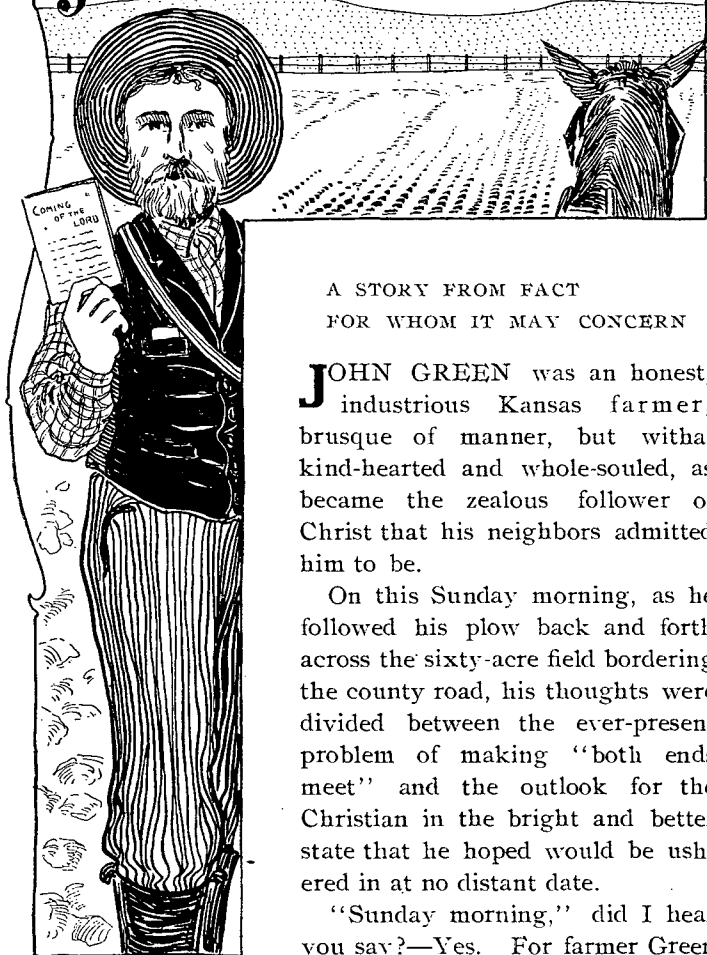 COMING
OF THE
LORD
A STORY FROM FACT
FOR WHOM IT MAY CONCERN
JOHN GREEN was an honest,
industrious Kansas farmer,
brusque of manner, but witha
kind-hearted and whole-souled, as
became the zealous follower o
Christ that his neighbors admitted
him to be.
On this Sunday morning, as he
followed his plow back and forth
across the sixty-acre field bordering
the county road, his thoughts were
divided between the ever-presen
problem of making "both ends
meet" and the outlook for the
Christian in the bright and bette
state that he hoped would be ush
ered in at no distant date.
"Sunday morning," did I hea
you say?—Yes. For farmer Green